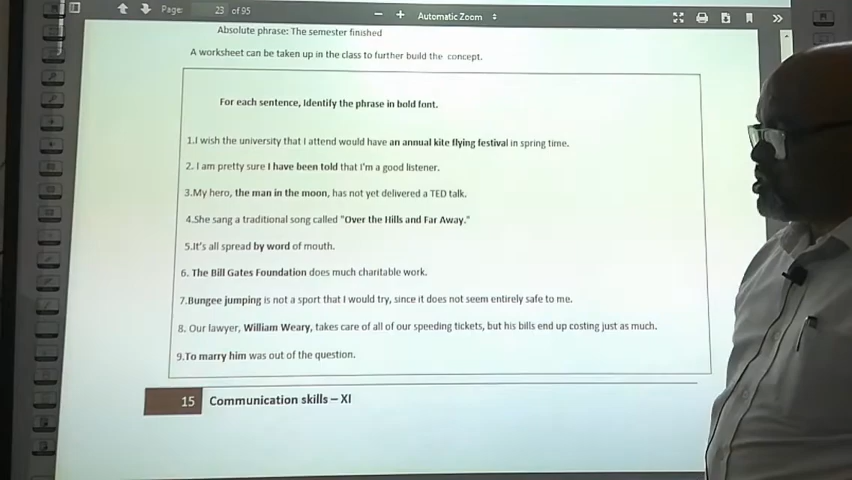 Page: 23 of 95 − + Automatic Zoom
Absolute phrase: The semester finished
A worksheet can be taken up in the class to further build the concept.
For each sentence, Identify the phrase in bold font.
1.I wish the university that I attend would have an annual kite flying festival in spring time.
2. I am pretty sure I have been told that I'm a good listener.
3.My hero, the man in the moon, has not yet delivered a TED talk.
4.She sang a traditional song called "Over the Hills and Far Away."
5.It's all spread by word of mouth.
6. The Bill Gates Foundation does much charitable work.
7.Bungee jumping is not a sport that I would try, since it does not seem entirely safe to me.
8. Our lawyer, William Weary, takes care of all of our speeding tickets, but his bills end up costing just as much.
9.To marry him was out of the question.
15 Communication skills – XI